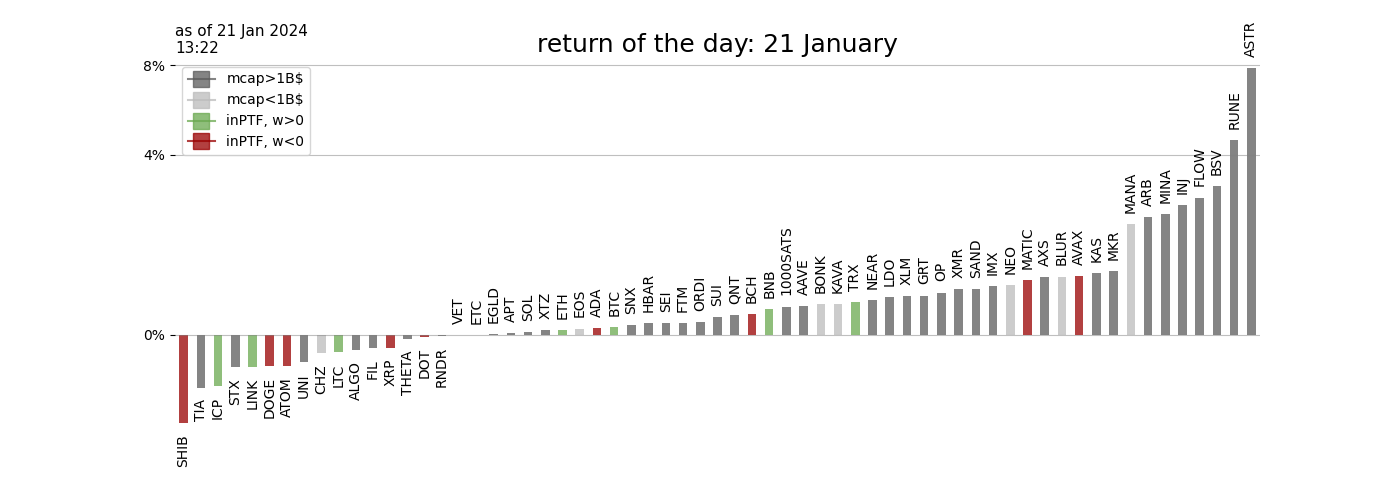 as of 21 Jan 2024
13:22
return of the day: 21 January
8%
4%
0%
mcap>1B$
mcap<1B$
inPTF, w>0
inPTF, w<0
SHIB
TIA
ICP
STX
LINK
DOGE
ATOM
UNI
CHZ
LTC
ALGO
FIL
XRP
THETA
DOT
RNDR
VET
ETC
EGLD
APT
SOL
XTZ
ETH
EOS
ADA
BTC
SNX
HBAR
SEI
FTM
ORDI
SUI
QNT
BCH
BNB
1000SATS
AAVE
BONK
KAVA
TRX
NEAR
LDO
XLM
GRT
OP
XMR
SAND
IMX
NEO
MATIC
AXS
BLUR
AVAX
KAS
MKR
MANA
ARB
MINA
INJ
FLOW
BSV
RUNE
ASTR